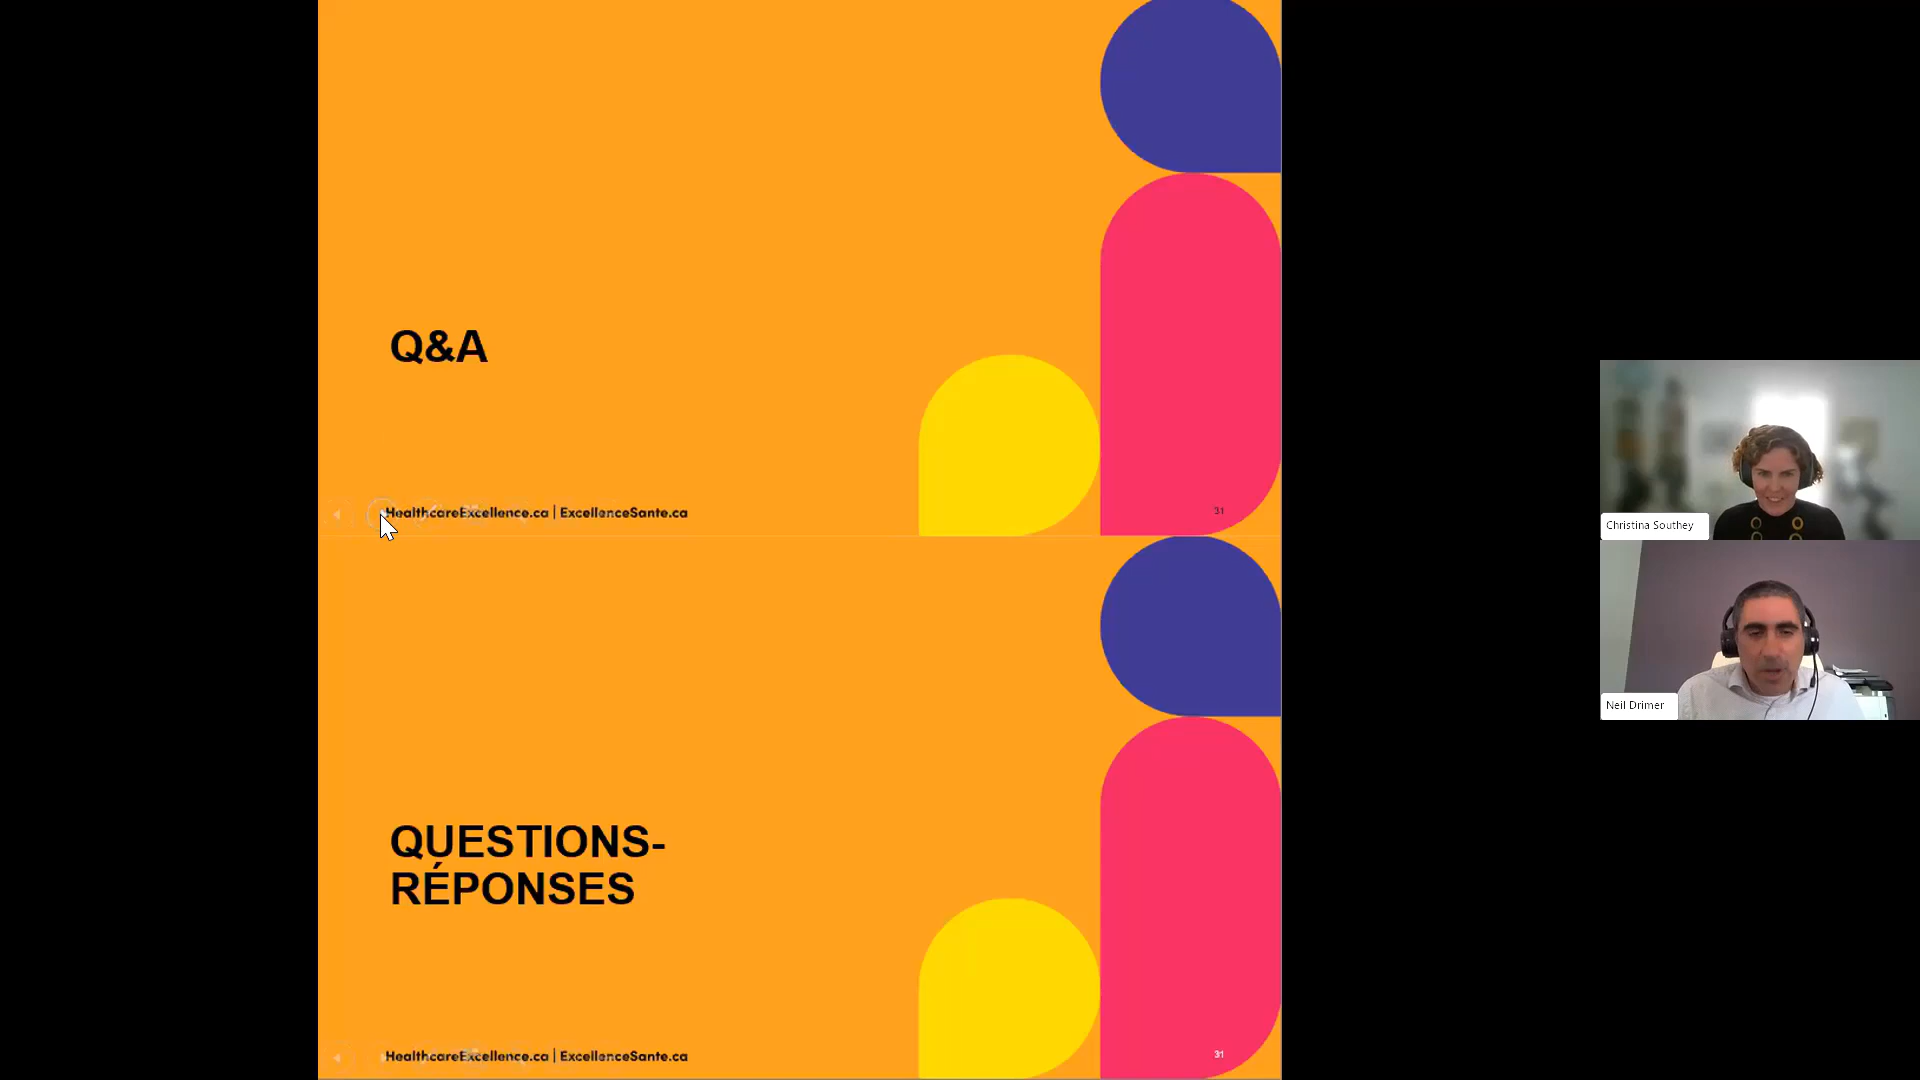 Q&A
HealthcareExcellence.ca | ExcellenceSante.ca
31
QUESTIONS-
RÉPONSES
HealthcareExcellence.ca | ExcellenceSante.ca
31
Christina Southey
Neil Drimer